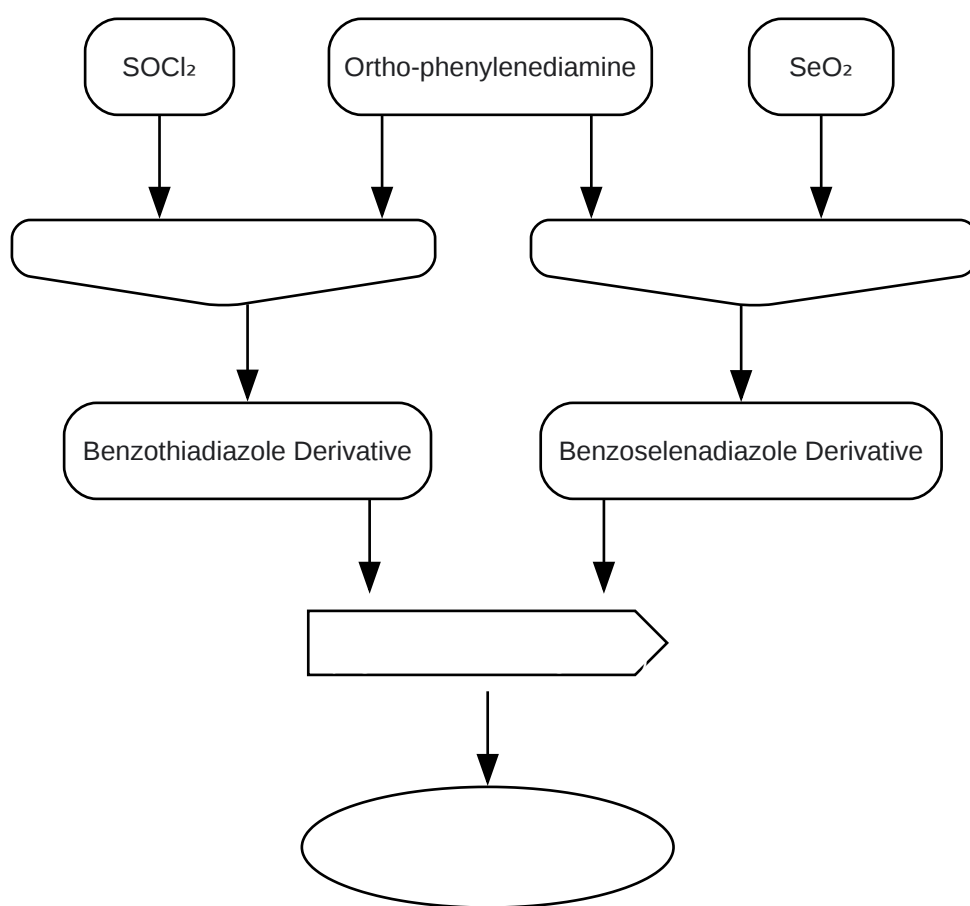 SOCl₂
Ortho-phenylenediamine
SeO₂
Benzothiadiazole Derivative
Benzoselenadiazole Derivative